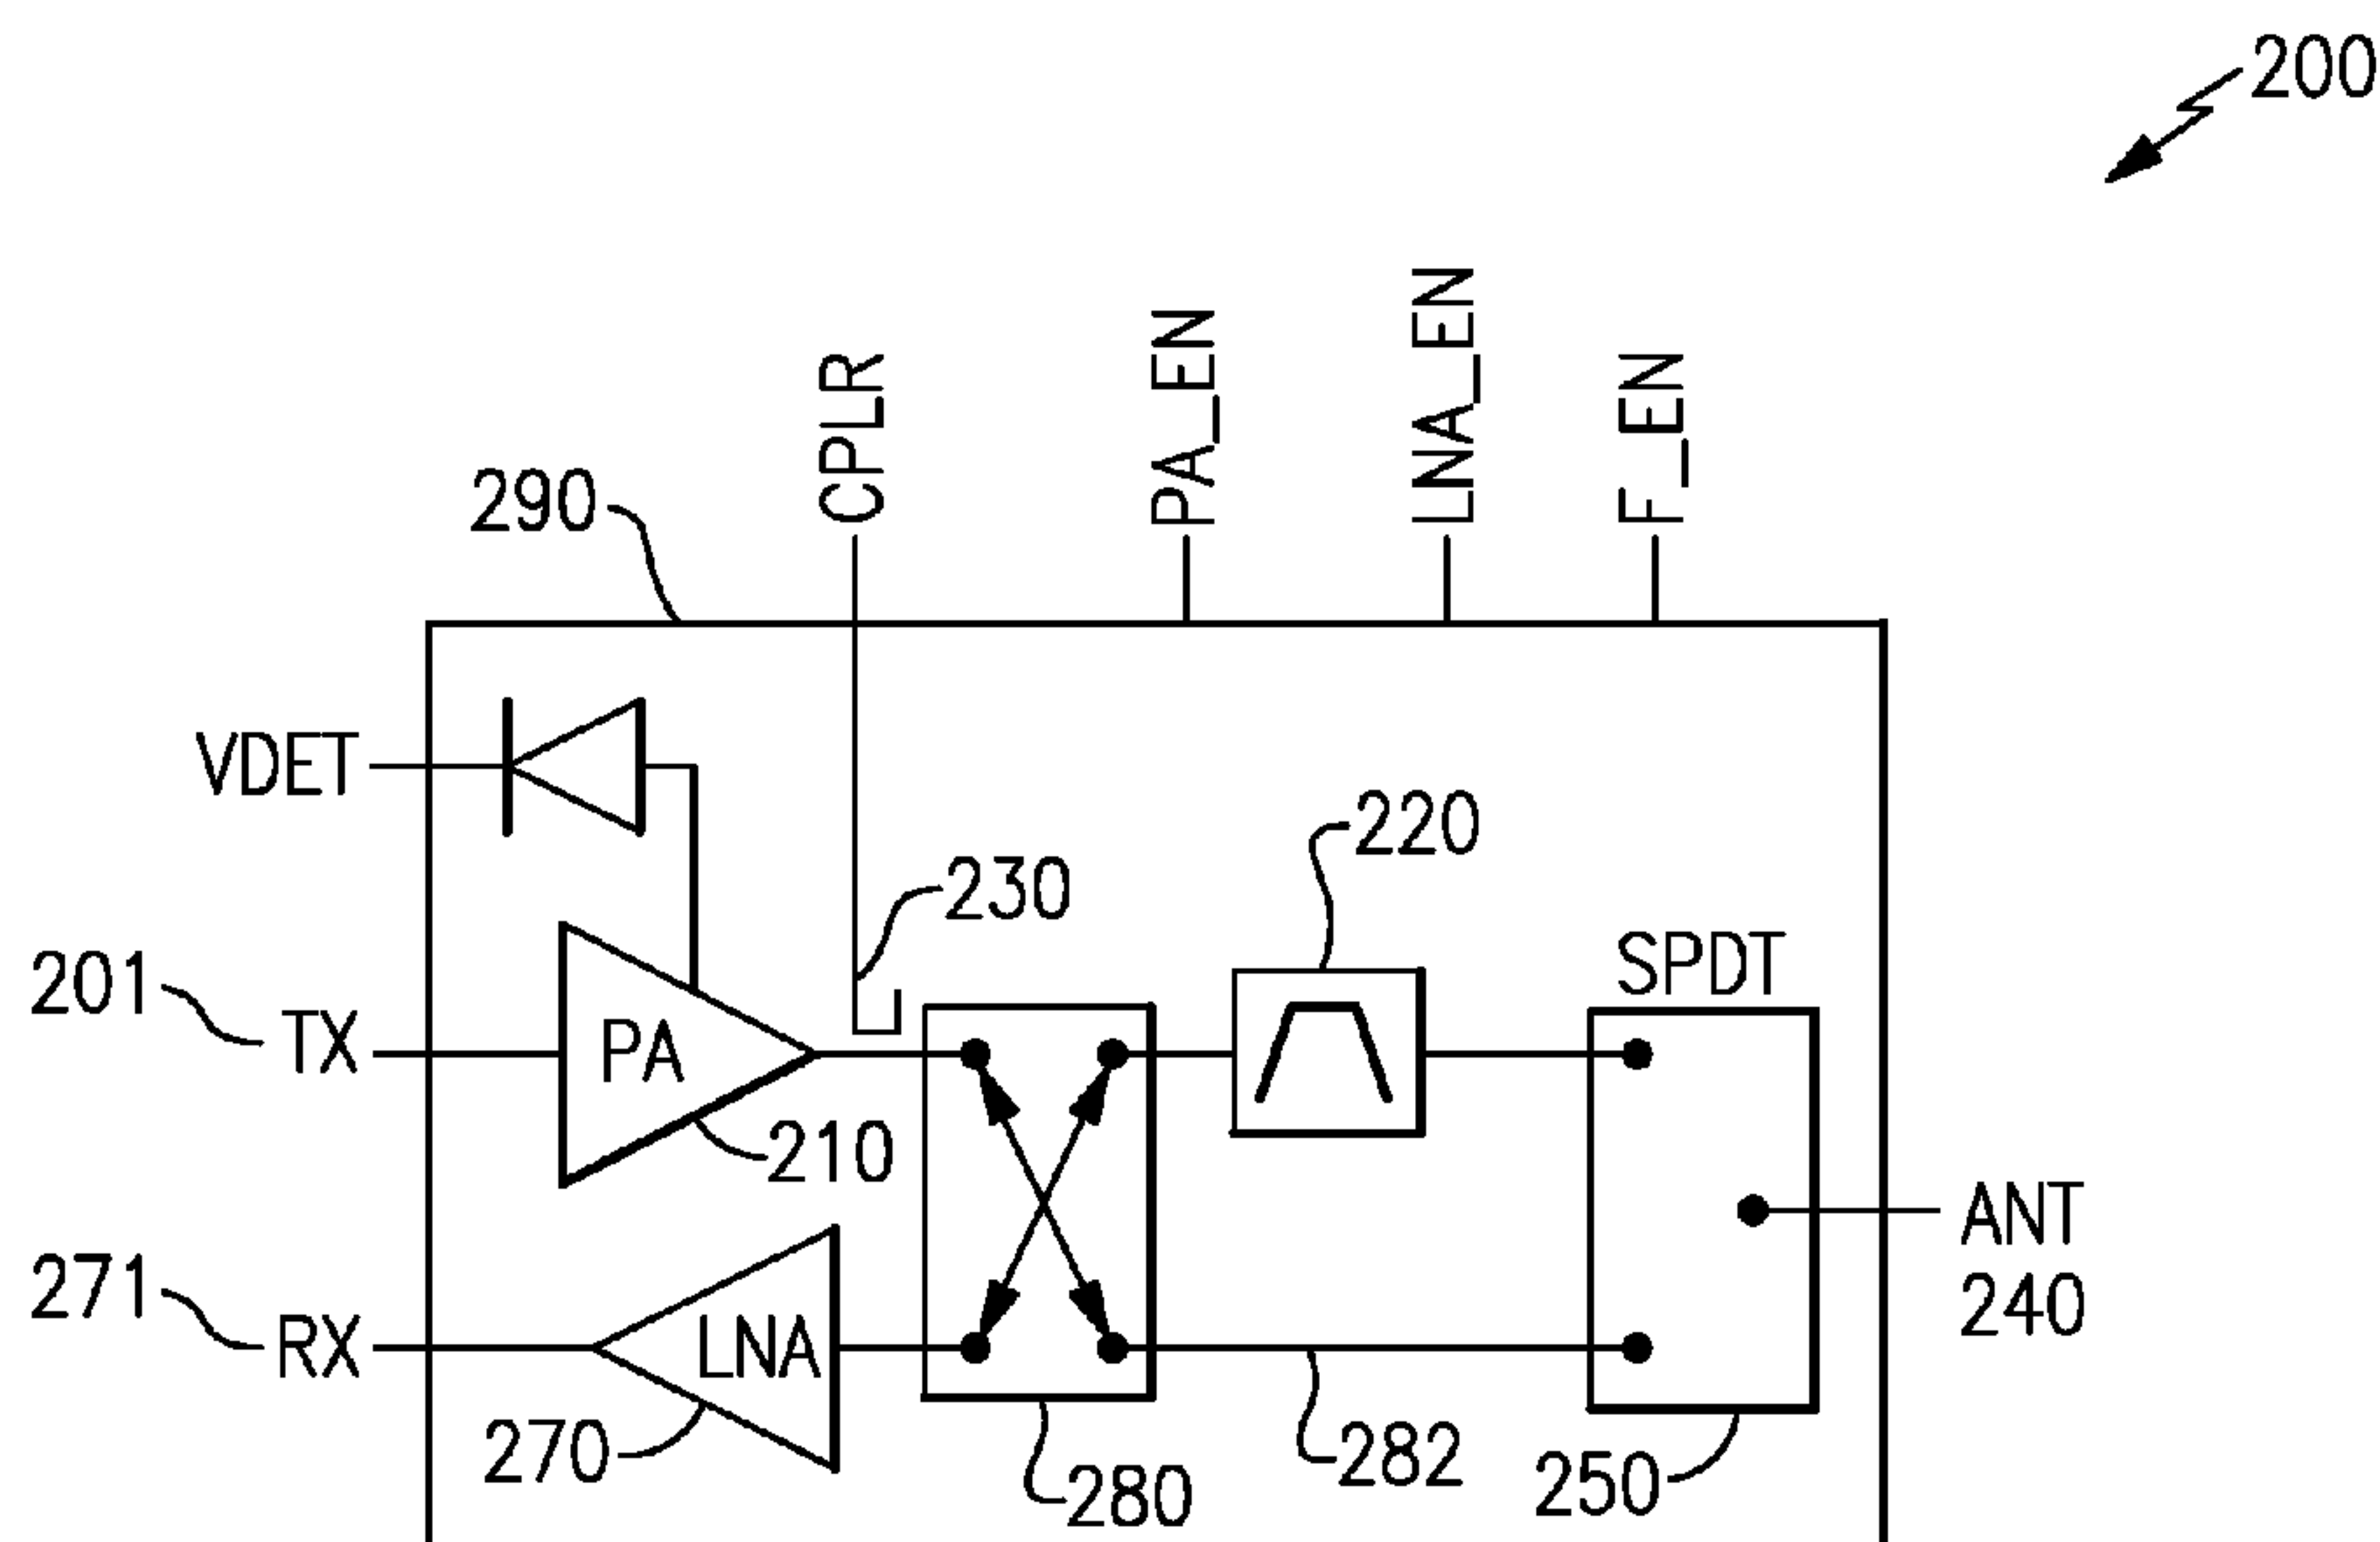 200
CPLR
PA_EN
LNA_EN
F_EN
290
VDET
220
230
201
TX
PA
SPDT
210
ANT
240
271
RX
LNA
270
280
282
250